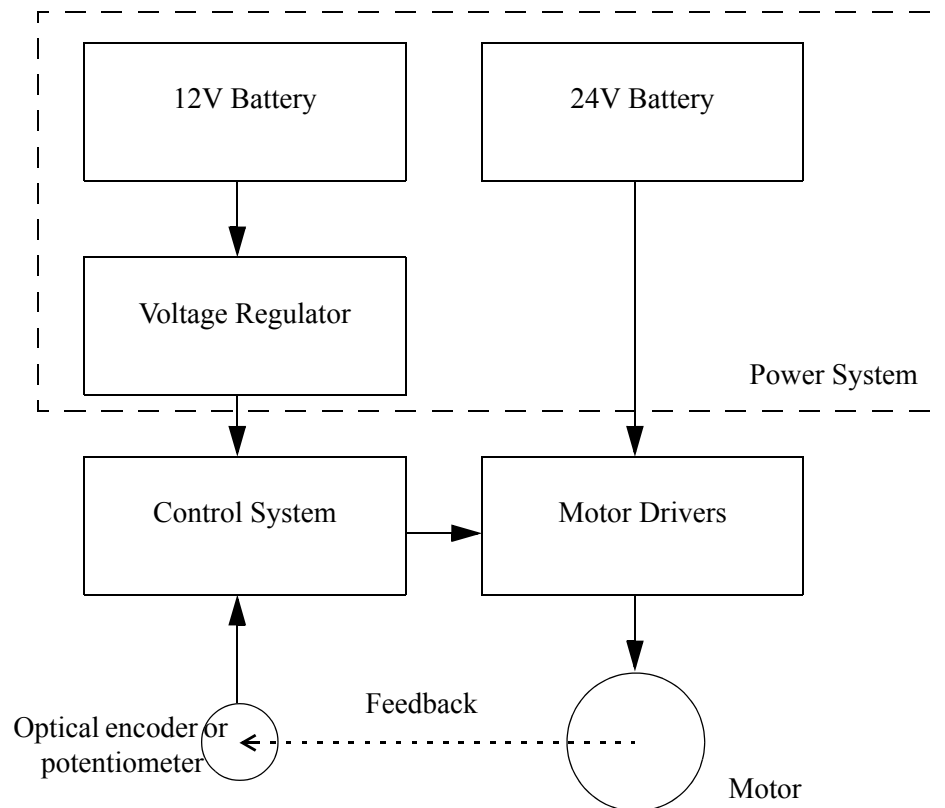 12V Battery
24V Battery
Voltage Regulator
Power System
Control System
Motor Drivers
Feedback
Optical encoder or
potentiometer
Motor